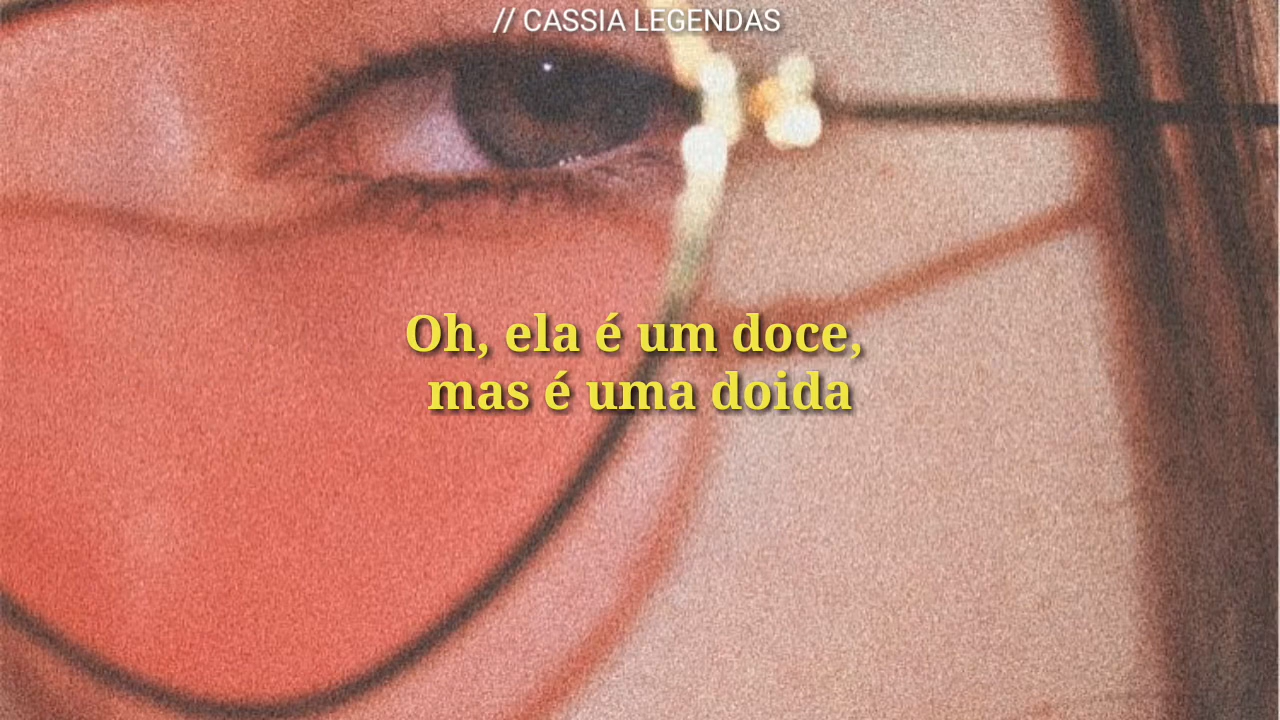 // CASSIA LEGENDAS
Oh, ela é um doce,
mas é uma doida